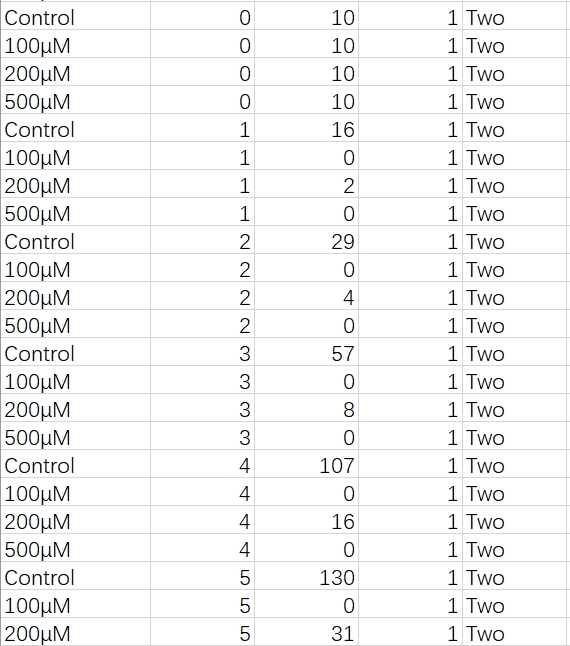 Control 0 10 1 Two
100μM 0 10 1 Two
200μM 0 10 1 Two
500μM 0 10 1 Two
Control 1 16 1 Two
100μM 1 0 1 Two
200μM 1 2 1 Two
500μM 1 0 1 Two
Control 2 29 1 Two
100μM 2 0 1 Two
200μM 2 4 1 Two
500μM 2 0 1 Two
Control 3 57 1 Two
100μM 3 0 1 Two
200μM 3 8 1 Two
500μM 3 0 1 Two
Control 4 107 1 Two
100μM 4 0 1 Two
200μM 4 16 1 Two
500μM 4 0 1 Two
Control 5 130 1 Two
100μM 5 0 1 Two
200μM 5 31 1 Two